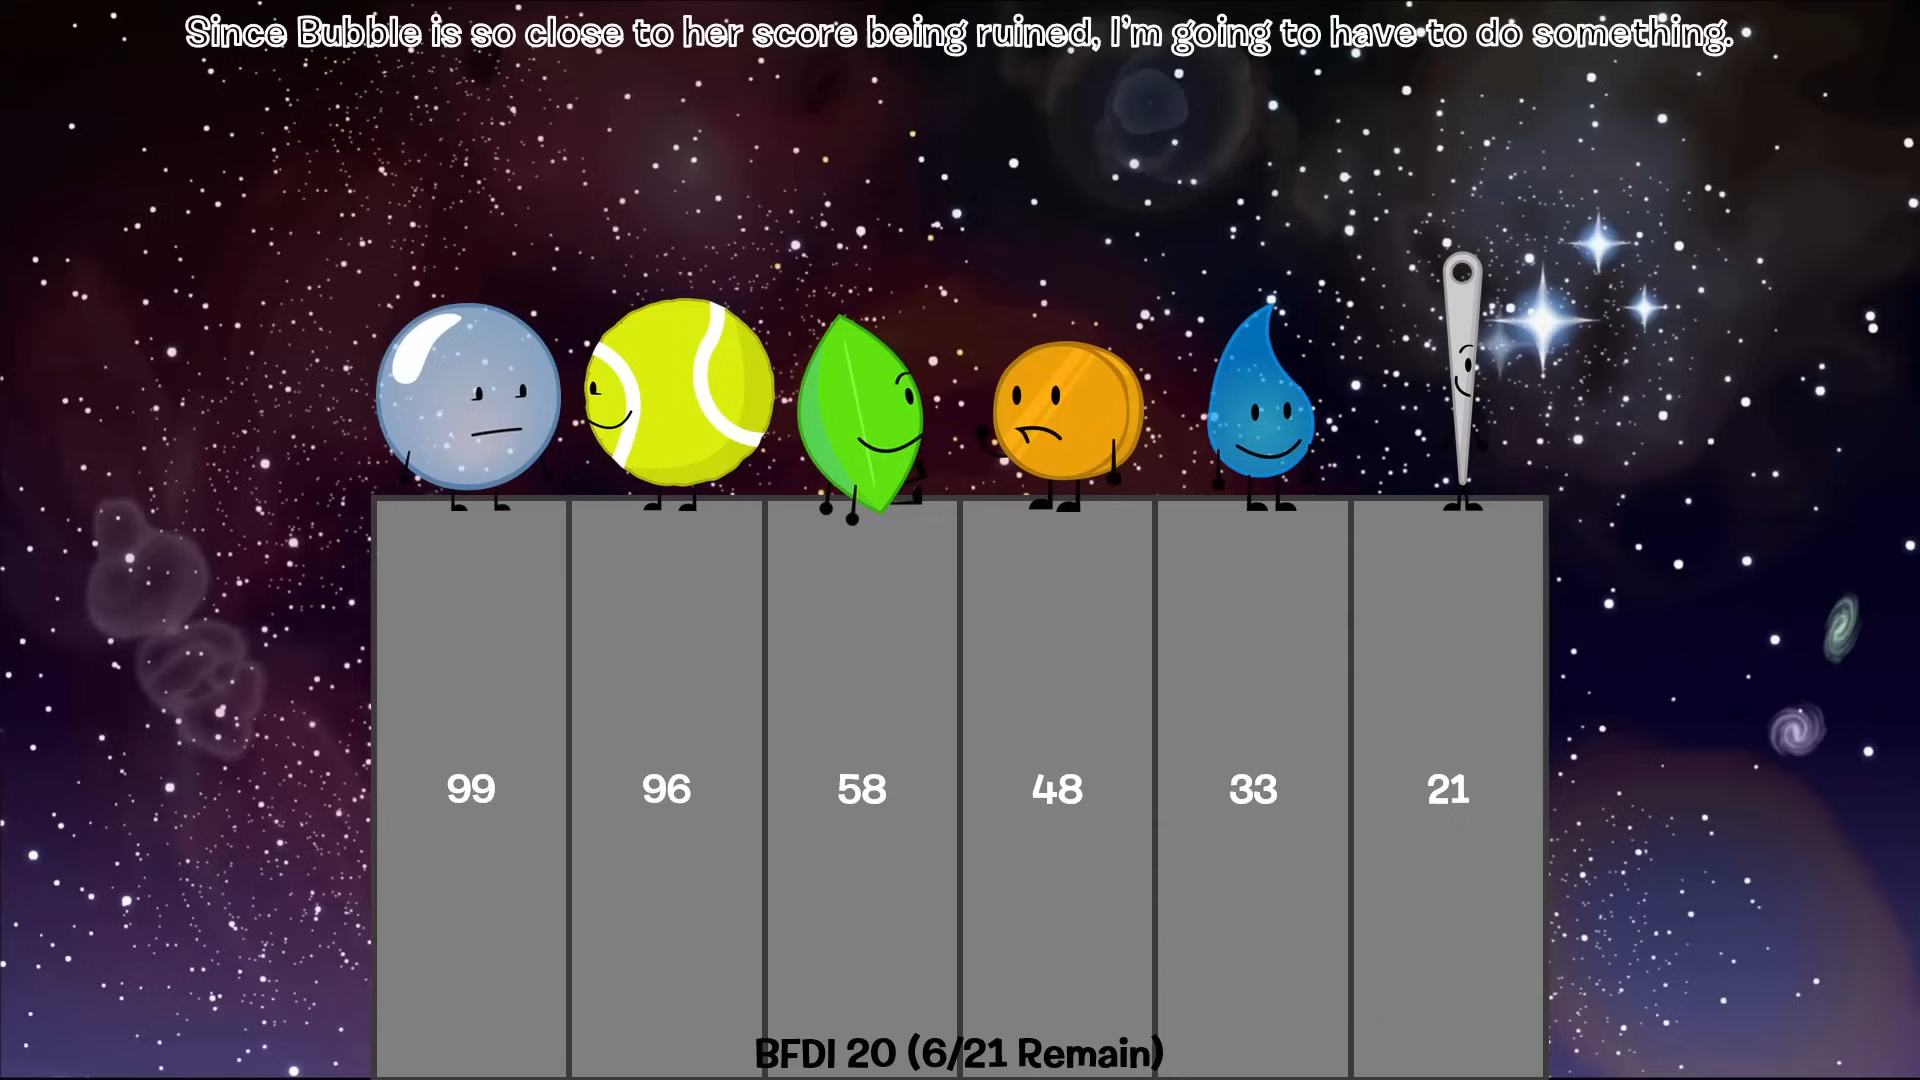 Since Bubble is so close to her score being ruined, I'm going to have to do something.
99 96 58 48 33 21
BFDI 20 (6/21 Remain)